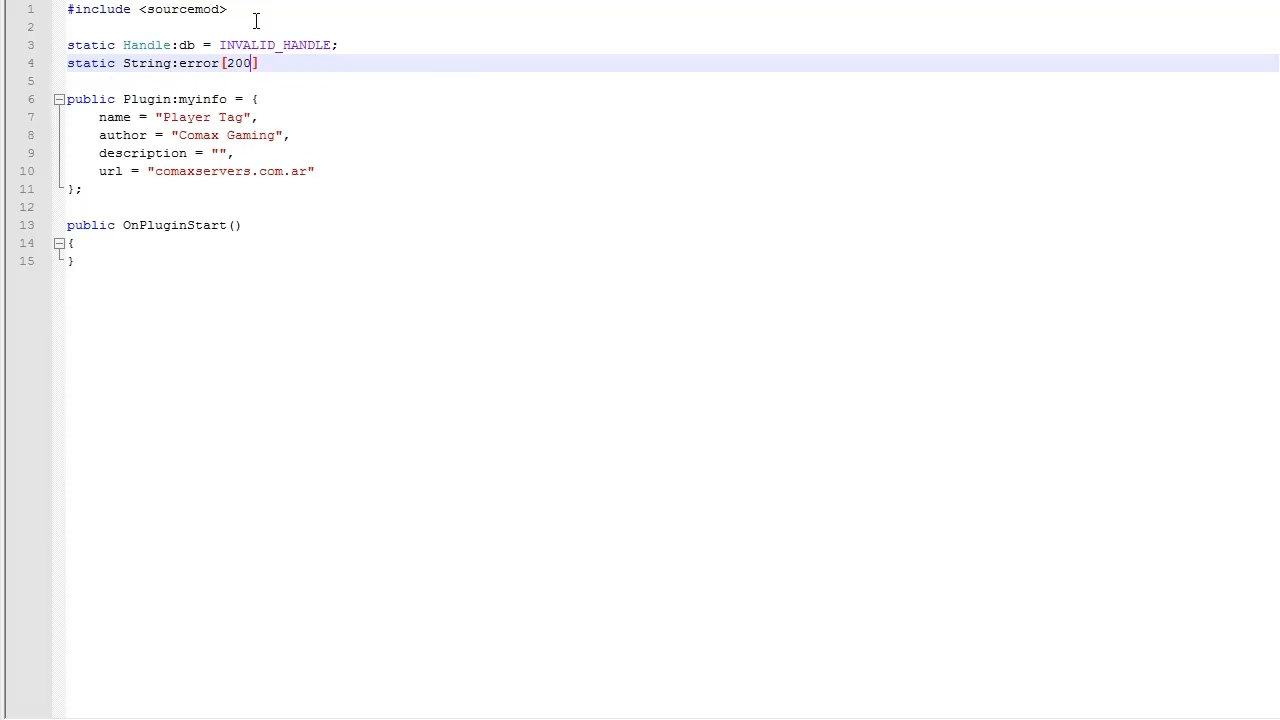 1 #include <sourcemod>
2
3 static Handle:db = INVALID_HANDLE;
4 static String:error[200]
5
6 public Plugin:myinfo = {
7 name = "Player Tag",
8 author = "Comax Gaming",
9 description = "",
10 url = "comaxservers.com.ar"
11 };
12
13 public OnPluginStart()
14 {
15 }